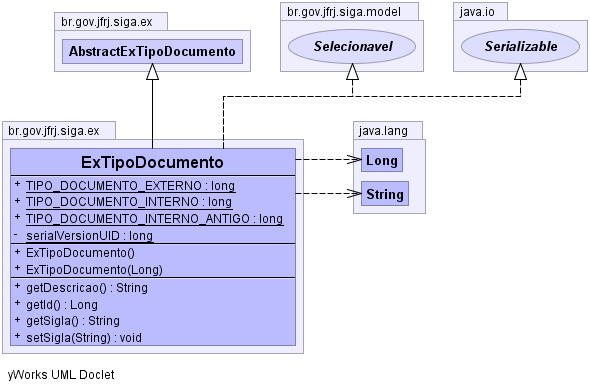 br.gov.jfrj.siga.ex
AbstractExTipoDocumento
br.gov.jfrj.siga.model
Selecionavel
java.io
Serializable
br.gov.jfrj.siga.ex
ExTipoDocumento
+ TIPO_DOCUMENTO_EXTERNO : long
+ TIPO_DOCUMENTO_INTERNO : long
+ TIPO_DOCUMENTO_INTERNO_ANTIGO : long
- serialVersionUID : long
+ ExTipoDocumento()
+ ExTipoDocumento(Long)
+ getDescricao() : String
+ getId() : Long
+ getSigla() : String
+ setSigla(String) : void
java.lang
Long
String
yWorks UML Doclet